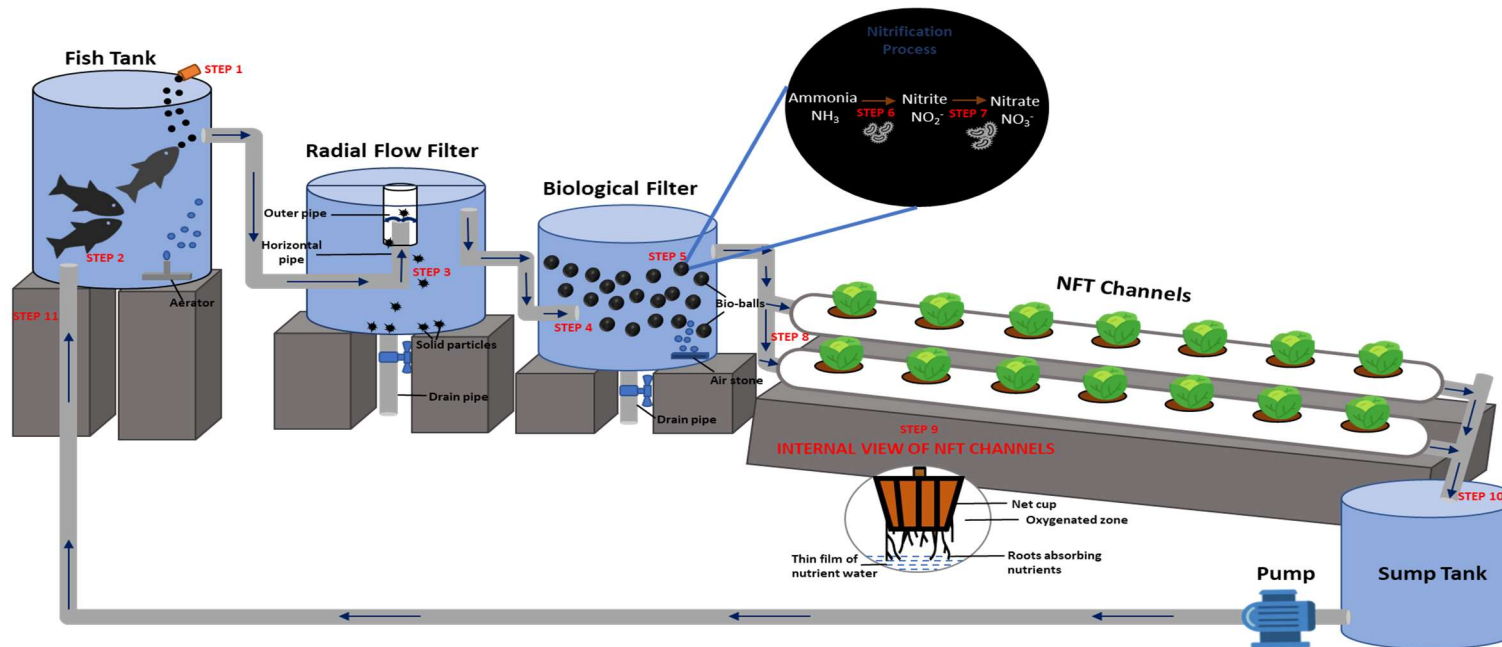 Fish Tank
STEP 1
STEP 2
Aerator
STEP 11
Radial Flow Filter
Outer pipe
Horizontal
pipe
STEP 3
Solid particles
Drain pipe
Biological Filter
STEP 5
STEP 4
Bio-balls
Air stone
Drain pipe
Nitrification
Process
Ammonia
NH₃
STEP 6
Nitrite
NO₂⁻
STEP 7
Nitrate
NO₃⁻
NFT Channels
STEP 8
STEP 9
INTERNAL VIEW OF NFT CHANNELS
Net cup
Oxygenated zone
Thin film of
nutrient water
Roots absorbing
nutrients
STEP 10
Sump Tank
Pump